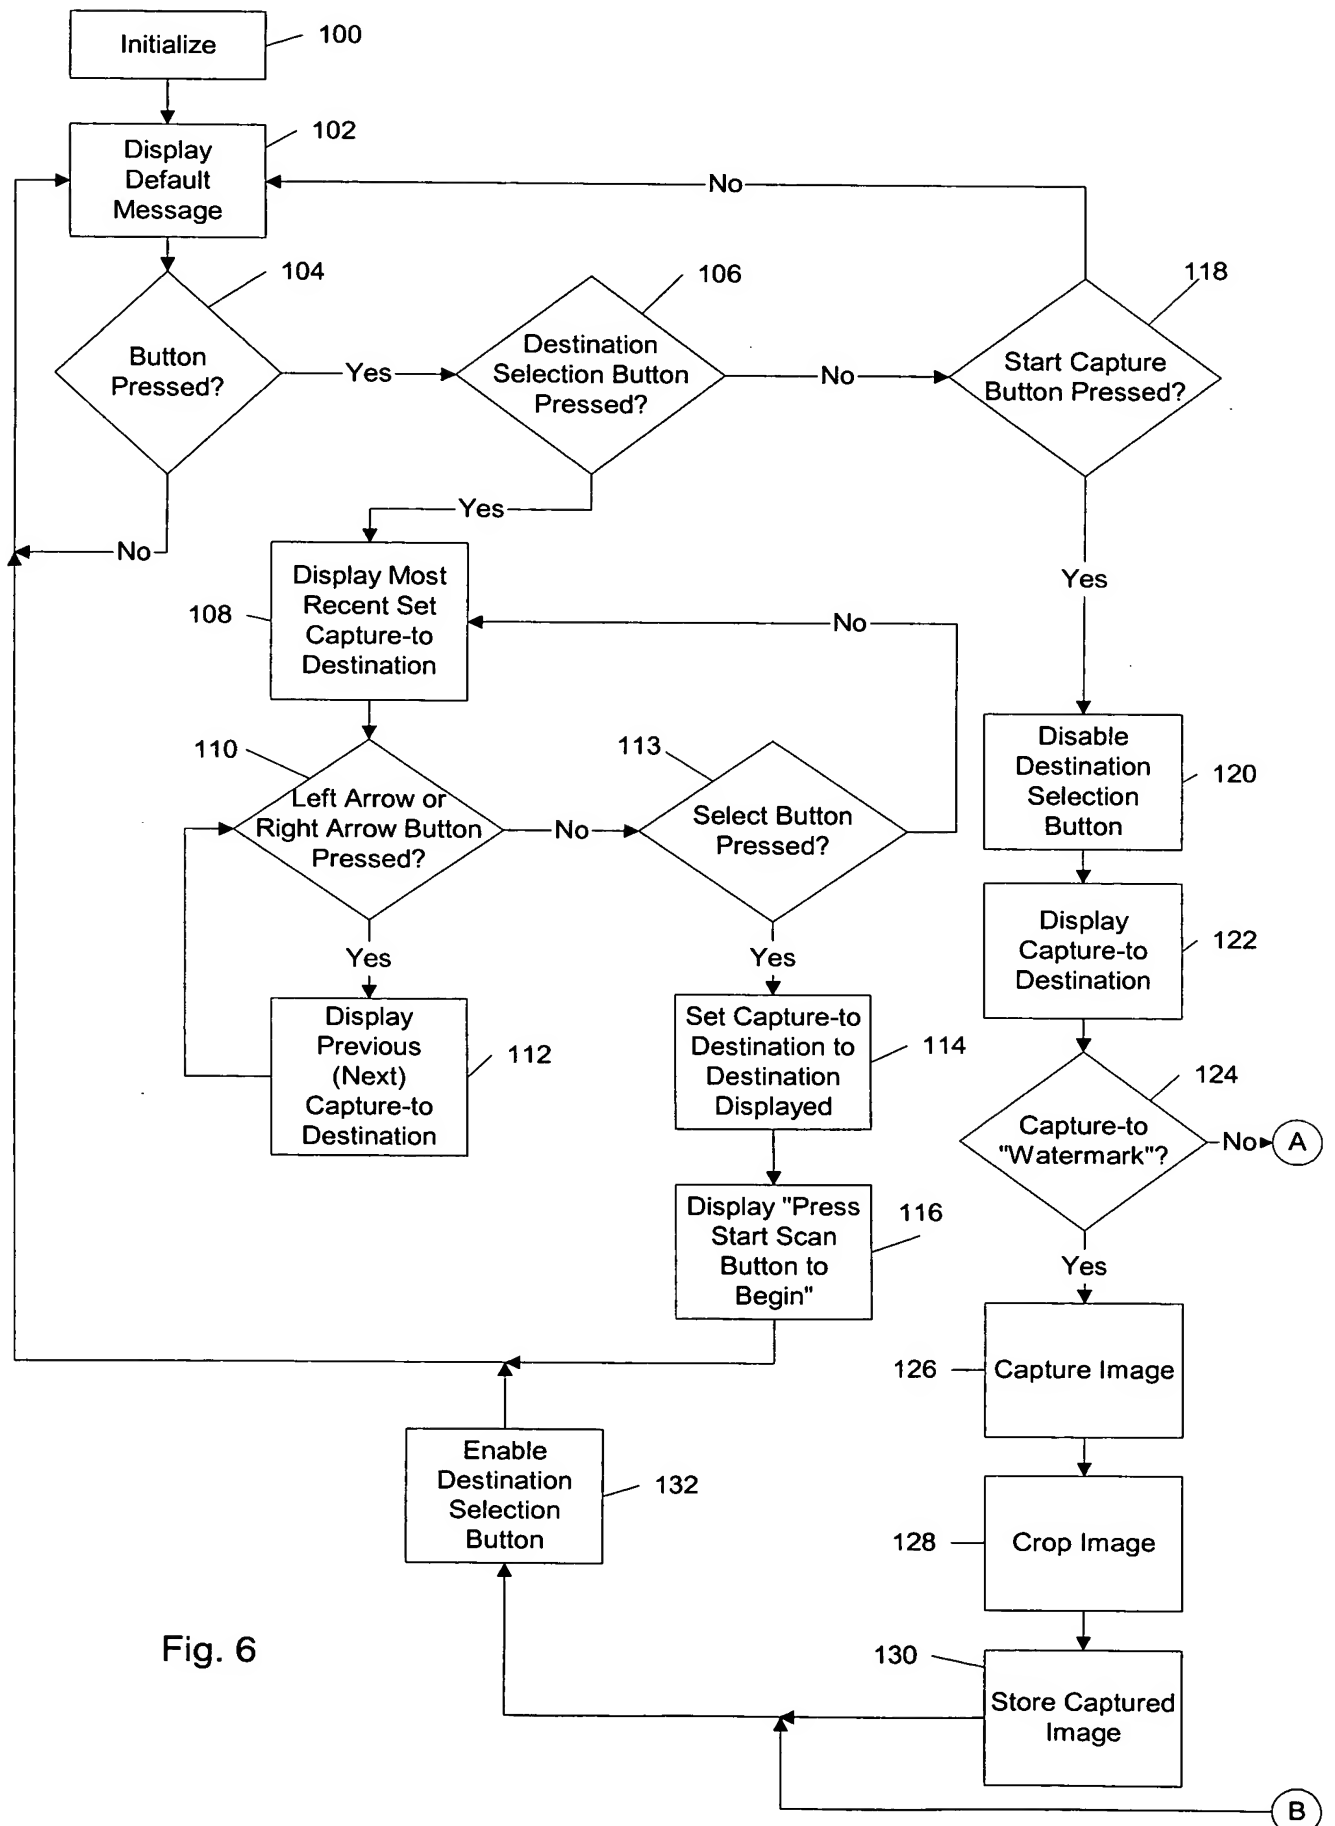 Initialize
100
Display
Default
Message
102
No
Button
Pressed?
104
Yes
Destination
Selection Button
Pressed?
106
No
Start Capture
Button Pressed?
118
No
Yes
Yes
Display Most
Recent Set
Capture-to
Destination
108
No
Disable
Destination
Selection
Button
120
Left Arrow or
Right Arrow Button
Pressed?
110
No
Select Button
Pressed?
113
Display
Capture-to
Destination
122
Yes
Yes
Display
Previous
(Next)
Capture-to
Destination
112
Set Capture-to
Destination to
Destination
Displayed
114
Capture-to
"Watermark"?
124
No
A
Display "Press
Start Scan
Button to
Begin"
116
Yes
Capture Image
126
Enable
Destination
Selection
Button
132
Crop Image
128
Fig. 6
Store Captured
Image
130
B